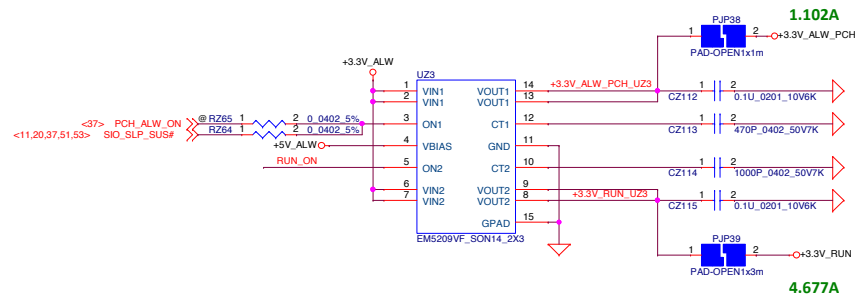 1.102A
PJP38
1 2 +3.3V_ALW_PCH
PAD-OPEN1x1m
+3.3V_ALW
UZ3
1 VIN1 VOUT1 14 +3.3V_ALW_PCH_UZ3
2 VIN1 VOUT1 13
CZ112 1 2 0.1U_0201_10V6K
<37> PCH_ALW_ON @ RZ65 1 2 0_0402_5%
3 ON1 CT1 12
CZ113 1 2 470P_0402_50V7K
<11,20,37,51,53> SIO_SLP_SUS# RZ64 1 2 0_0402_5%
+5V_ALW 4 VBIAS GND 11
RUN_ON 5 ON2 CT2 10
CZ114 1 2 1000P_0402_50V7K
6 VIN2 VOUT2 9
7 VIN2 VOUT2 8 +3.3V_RUN_UZ3
CZ115 1 2 0.1U_0201_10V6K
GPAD 15
EM5209VF_SON14_2X3
PJP39
1 2 +3.3V_RUN
PAD-OPEN1x3m
4.677A